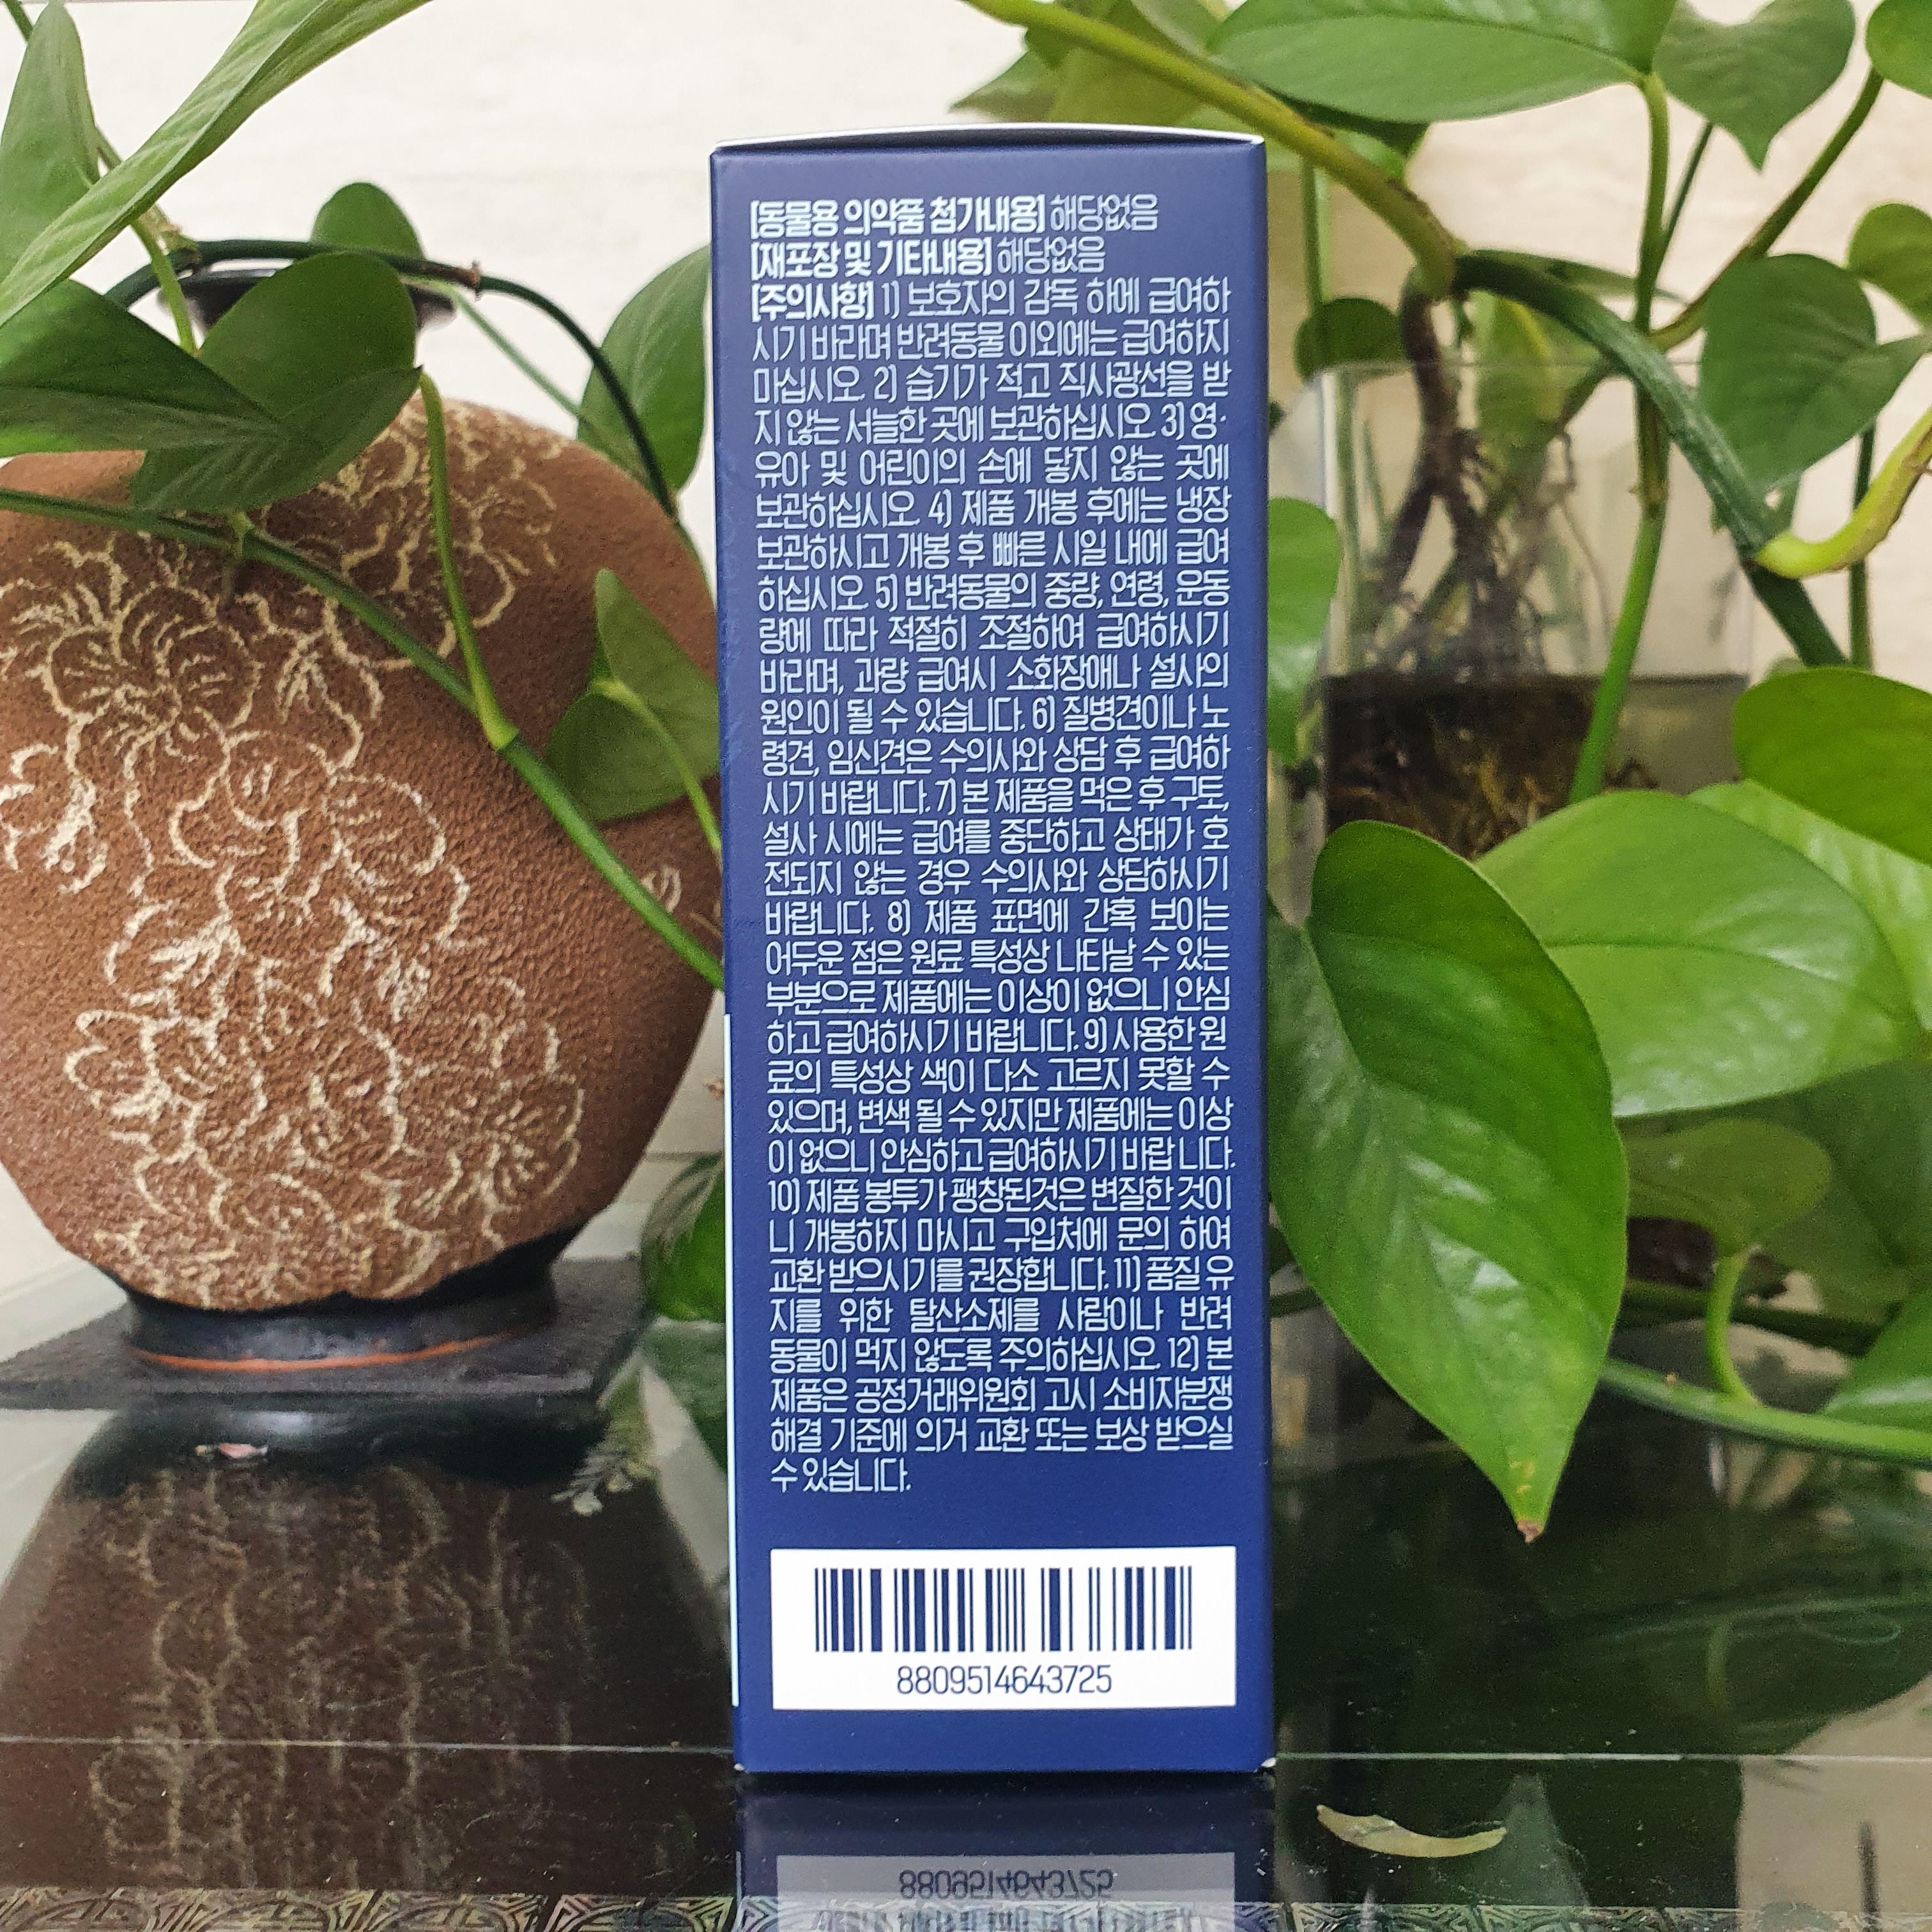 [동물용 의약품 첨가내용] 해당없음
[재포장 및 기타내용] 해당없음
[주의사항] 1) 보호자의 감독 하에 급여하
시기 바라며 반려동물 이외에는 급여하지
마십시오. 2) 습기가 적고 직사광선을 받
지 않는 서늘한 곳에 보관하십시오. 3) 영·
유아 및 어린이의 손에 닿지 않는 곳에
보관하십시오. 4) 제품 개봉 후에는 냉장
보관하시고 개봉 후 빠른 시일 내에 급여
하십시오. 5) 반려동물의 중량, 연령, 운동
량에 따라 적절히 조절하여 급여하시기
바라며, 과량 급여시 소화장애나 설사의
원인이 될 수 있습니다. 6) 질병견이나 노
령견, 임신견은 수의사와 상담 후 급여하
시기 바랍니다. 7) 본 제품을 먹은 후 구토,
설사 시에는 급여를 중단하고 상태가 호
전되지 않는 경우 수의사와 상담하시기
바랍니다. 8) 제품 표면에 간혹 보이는
어두운 점은 원료 특성상 나타날 수 있는
부분으로 제품에는 이상이 없으니 안심
하고 급여하시기 바랍니다. 9) 사용한 원
료의 특성상 색이 다소 고르지 못할 수
있으며, 변색 될 수 있지만 제품에는 이상
이 없으니 안심하고 급여하시기 바랍 니다.
10) 제품 봉투가 팽창된것은 변질한 것이
니 개봉하지 마시고 구입처에 문의 하여
교환 받으시기를 권장합니다. 11) 품질 유
지를 위한 탈산소제를 사람이나 반려
동물이 먹지 않도록 주의하십시오. 12) 본
제품은 공정거래위원회 고시 소비자분쟁
해결 기준에 의거 교환 또는 보상 받으실
수 있습니다.
8809514643725